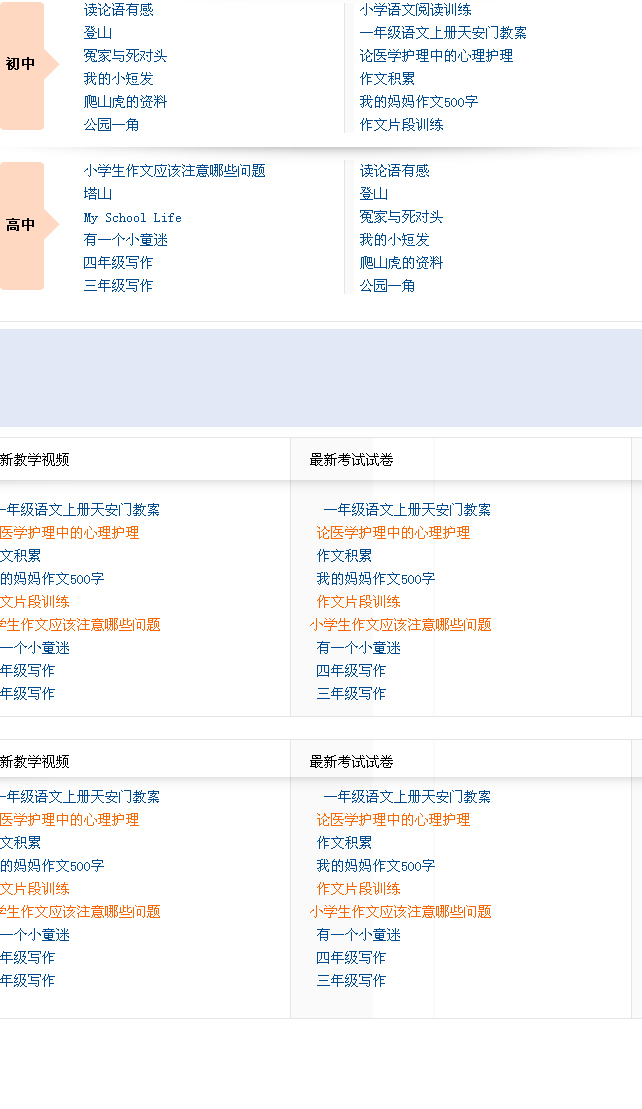 初中
读论语有感
登山
冤家与死对头
我的小短发
爬山虎的资料
公园一角
小学语文阅读训练
一年级语文上册天安门教案
论医学护理中的心理护理
作文积累
我的妈妈作文500字
作文片段训练
高中
小学生作文应该注意哪些问题
塔山
My School Life
有一个小童迷
四年级写作
三年级写作
读论语有感
登山
冤家与死对头
我的小短发
爬山虎的资料
公园一角
新教学视频
一年级语文上册天安门教案
医学护理中的心理护理
文积累
的妈妈作文500字
文片段训练
学生作文应该注意哪些问题
一个小童迷
年级写作
年级写作
最新考试试卷
一年级语文上册天安门教案
论医学护理中的心理护理
作文积累
我的妈妈作文500字
作文片段训练
小学生作文应该注意哪些问题
有一个小童迷
四年级写作
三年级写作
新教学视频
一年级语文上册天安门教案
医学护理中的心理护理
文积累
的妈妈作文500字
文片段训练
学生作文应该注意哪些问题
一个小童迷
年级写作
年级写作
最新考试试卷
一年级语文上册天安门教案
论医学护理中的心理护理
作文积累
我的妈妈作文500字
作文片段训练
小学生作文应该注意哪些问题
有一个小童迷
四年级写作
三年级写作